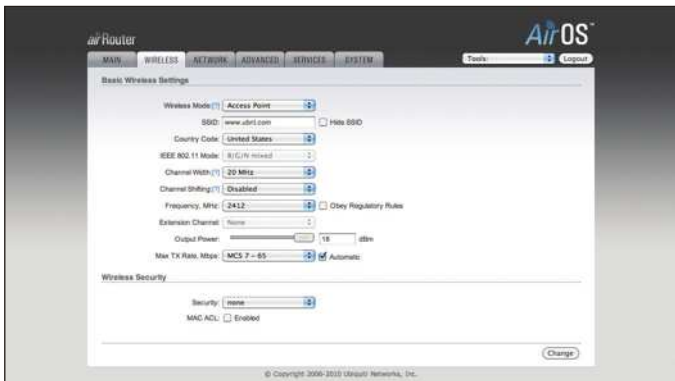 airRouter
AirOS™
MAIN WIRELESS NETWORK ADVANCED SERVICES SYSTEM
Tools: Logout
Basic Wireless Settings
Wireless Mode:[?] Access Point
SSID: www.ubnt.com Hide SSID
Country Code: United States
IEEE 802.11 Mode: B/G/N mixed
Channel Width:[?] 20 MHz
Channel Shifting:[?] Disabled
Frequency, MHz: 2412 Obey Regulatory Rules
Extension Channel: None
Output Power: 18 dBm
Max TX Rate, Mbps: MCS 7 - 65 Automatic
Wireless Security
Security: none
MAC ACL: Enabled
Change
© Copyright 2006-2010 Ubiquiti Networks, Inc.